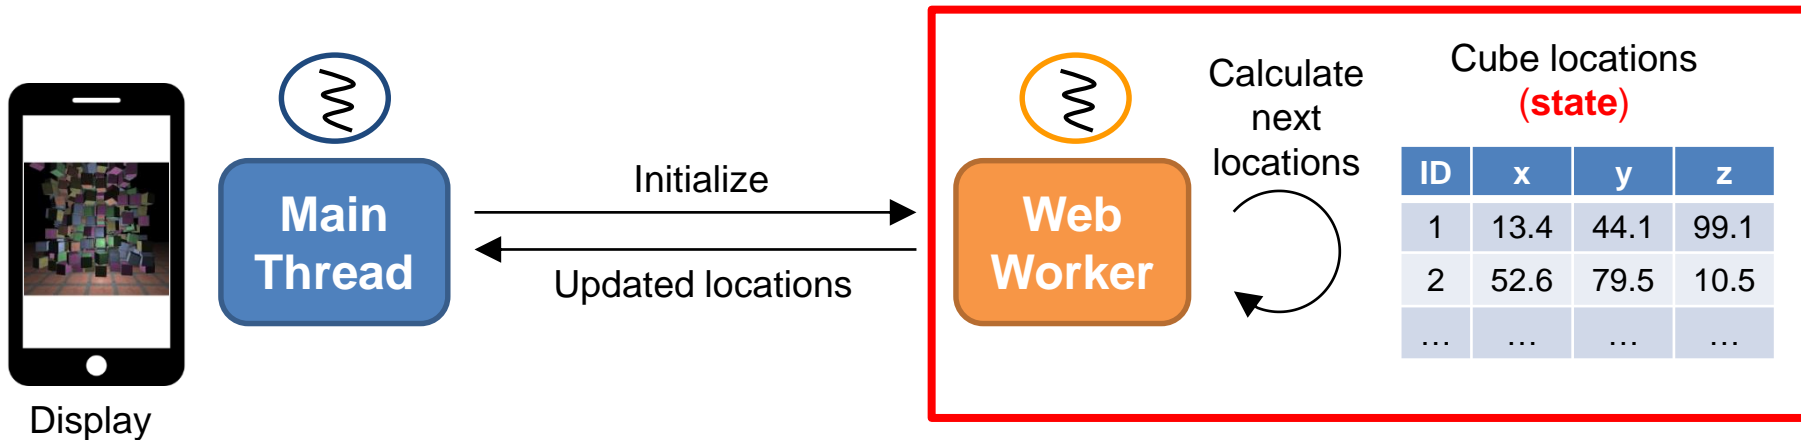 Display
Main
Thread
Initialize
Updated locations
Web
Worker
Calculate
next
locations
Cube locations
(state)
ID x y z
1 13.4 44.1 99.1
2 52.6 79.5 10.5
… … … …